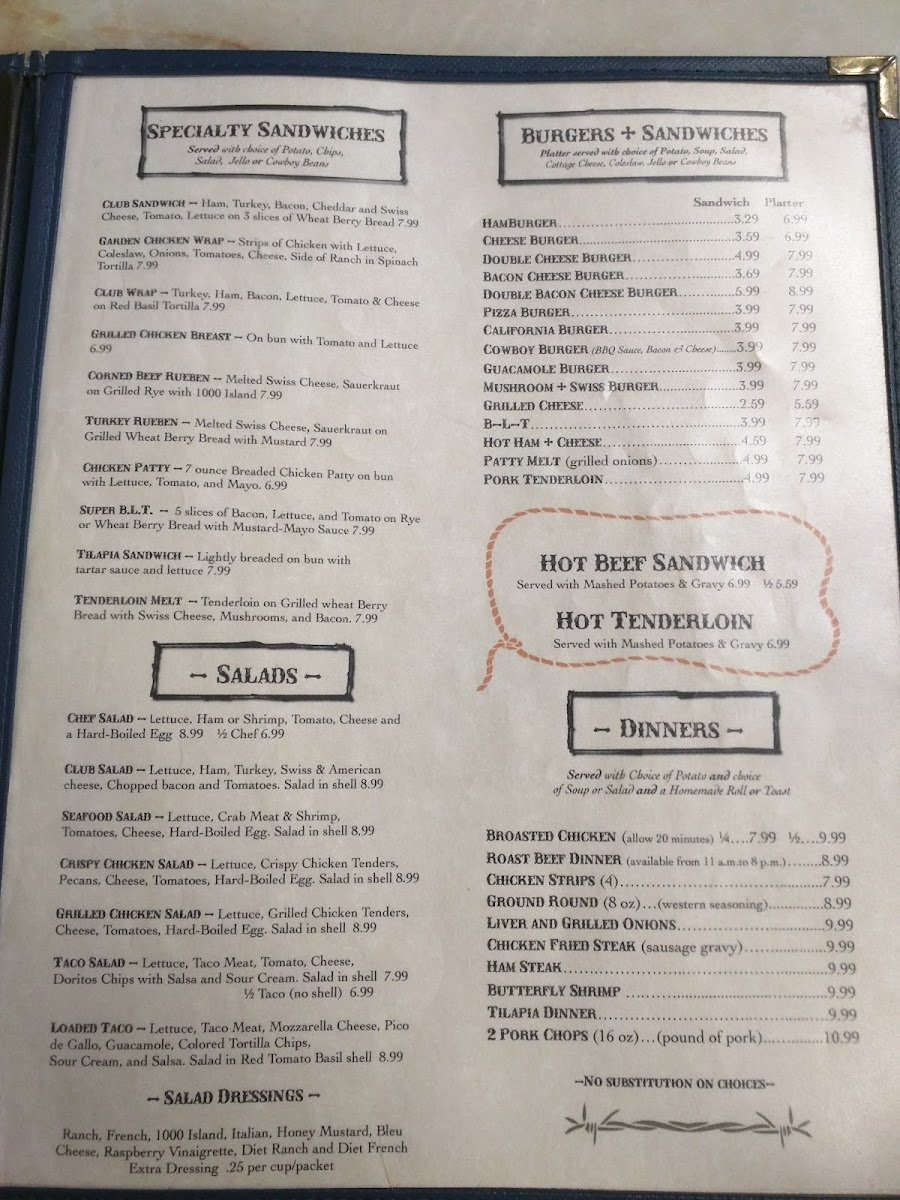 SPECIALTY SANDWICHES
Served with choice of Potato, Chips,
Salad, Jello or Cowboy Beans
CLUB SANDWICH -- Ham, Turkey, Bacon, Cheddar and Swiss
Cheese, Tomato, Lettuce on 3 slices of Wheat Berry Bread 7.99
GARDEN CHICKEN WRAP -- Strips of Chicken with Lettuce,
Coleslaw, Onions, Tomatoes, Cheese, Side of Ranch in Spinach
Tortilla 7.99
CLUB WRAP -- Turkey, Ham, Bacon, Lettuce, Tomato & Cheese
on Red Basil Tortilla 7.99
GRILLED CHICKEN BREAST -- On bun with Tomato and Lettuce
6.99
CORNED BEEF RUEBEN -- Melted Swiss Cheese, Sauerkraut
on Grilled Rye with 1000 Island 7.99
TURKEY RUEBEN -- Melted Swiss Cheese, Sauerkraut on
Grilled Wheat Berry Bread with Mustard 7.99
CHICKEN PATTY -- 7 ounce Breaded Chicken Patty on bun
with Lettuce, Tomato, and Mayo. 6.99
SUPER B.L.T. -- 5 slices of Bacon, Lettuce, and Tomato on Rye
or Wheat Berry Bread with Mustard-Mayo Sauce 7.99
TILAPIA SANDWICH -- Lightly breaded on bun with
tartar sauce and lettuce 7.99
TENDERLOIN MELT -- Tenderloin on Grilled wheat Berry
Bread with Swiss Cheese, Mushrooms, and Bacon. 7.99
-- SALADS --
CHEF SALAD -- Lettuce, Ham or Shrimp, Tomato, Cheese and
a Hard-Boiled Egg 8.99 ½ Chef 6.99
CLUB SALAD -- Lettuce, Ham, Turkey, Swiss & American
cheese, Chopped bacon and Tomatoes. Salad in shell 8.99
SEAFOOD SALAD -- Lettuce, Crab Meat & Shrimp,
Tomatoes, Cheese, Hard-Boiled Egg. Salad in shell 8.99
CRISPY CHICKEN SALAD -- Lettuce, Crispy Chicken Tenders,
Pecans, Cheese, Tomatoes, Hard-Boiled Egg. Salad in shell 8.99
GRILLED CHICKEN SALAD -- Lettuce, Grilled Chicken Tenders,
Cheese, Tomatoes, Hard-Boiled Egg. Salad in shell 8.99
TACO SALAD -- Lettuce, Taco Meat, Tomato, Cheese,
Doritos Chips with Salsa and Sour Cream. Salad in shell 7.99
½ Taco (no shell) 6.99
LOADED TACO -- Lettuce, Taco Meat, Mozzarella Cheese, Pico
de Gallo, Guacamole, Colored Tortilla Chips,
Sour Cream, and Salsa. Salad in Red Tomato Basil shell 8.99
-- SALAD DRESSINGS --
Ranch, French, 1000 Island, Italian, Honey Mustard, Bleu
Cheese, Raspberry Vinaigrette, Diet Ranch and Diet French
Extra Dressing .25 per cup/packet
BURGERS + SANDWICHES
Platter served with choice of Potato, Soup, Salad,
Cottage Cheese, Coleslaw, Jello or Cowboy Beans
Sandwich Platter
HAMBURGER...3.29 6.99
CHEESE BURGER...3.59 6.99
DOUBLE CHEESE BURGER...4.99 7.99
BACON CHEESE BURGER...3.69 7.99
DOUBLE BACON CHEESE BURGER...5.99 8.99
PIZZA BURGER...3.99 7.99
CALIFORNIA BURGER...3.99 7.99
COWBOY BURGER (BBQ Sauce, Bacon & Cheese)...3.99 7.99
GUACAMOLE BURGER...3.99 7.99
MUSHROOM + SWISS BURGER...3.99 7.99
GRILLED CHEESE...2.59 5.59
B--L--T...3.99 7.99
HOT HAM + CHEESE...4.59 7.99
PATTY MELT (grilled onions)...4.99 7.99
PORK TENDERLOIN...4.99 7.99
HOT BEEF SANDWICH
Served with Mashed Potatoes & Gravy 6.99 ½ 5.59
HOT TENDERLOIN
Served with Mashed Potatoes & Gravy 6.99
-- DINNERS --
Served with Choice of Potato and choice
of Soup or Salad and a Homemade Roll or Toast
BROASTED CHICKEN (allow 20 minutes) ¼....7.99 ½....9.99
ROAST BEEF DINNER (available from 11 a.m.to 8 p.m.)...8.99
CHICKEN STRIPS (4)...7.99
GROUND ROUND (8 oz)...(western seasoning)...8.99
LIVER AND GRILLED ONIONS...9.99
CHICKEN FRIED STEAK (sausage gravy)...9.99
HAM STEAK...9.99
BUTTERFLY SHRIMP ...9.99
TILAPIA DINNER...9.99
2 PORK CHOPS (16 oz)...(pound of pork)...10.99
--NO SUBSTITUTION ON CHOICES--